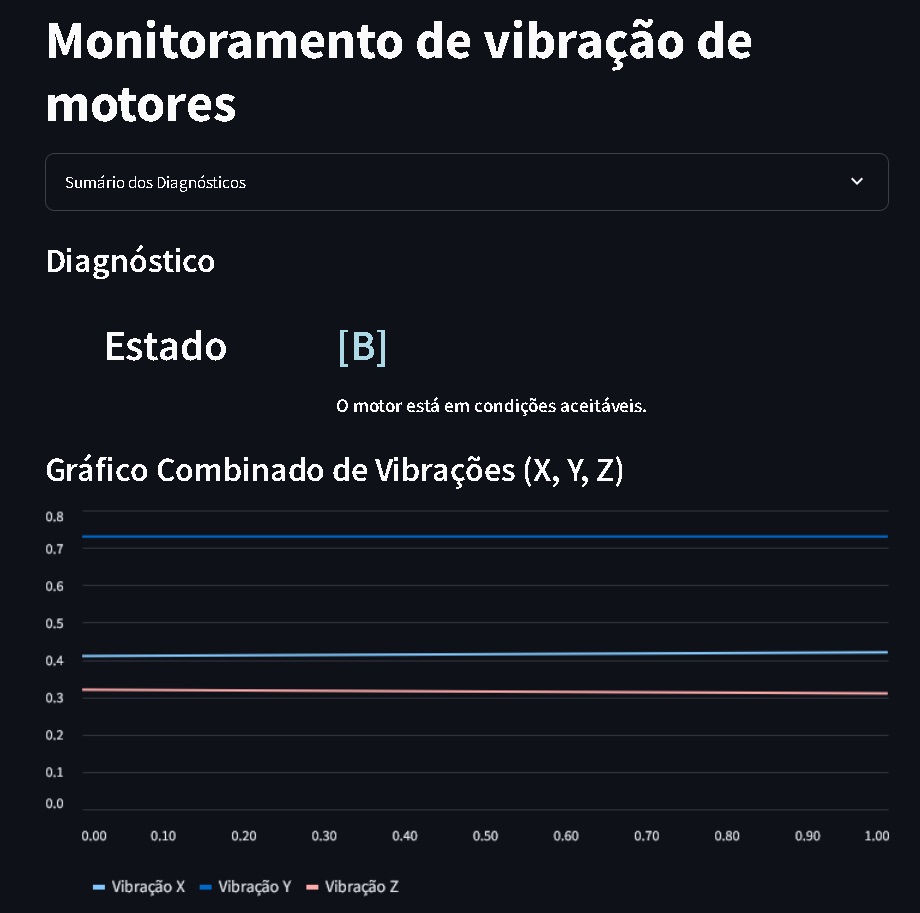 Monitoramento de vibração de
motores
Sumário dos Diagnósticos
Diagnóstico
Estado [B]
O motor está em condições aceitáveis.
Gráfico Combinado de Vibrações (X, Y, Z)
0.8
0.7
0.6
0.5
0.4
0.3
0.2
0.1
0.0
0.00 0.10 0.20 0.30 0.40 0.50 0.60 0.70 0.80 0.90 1.00
Vibração X Vibração Y Vibração Z